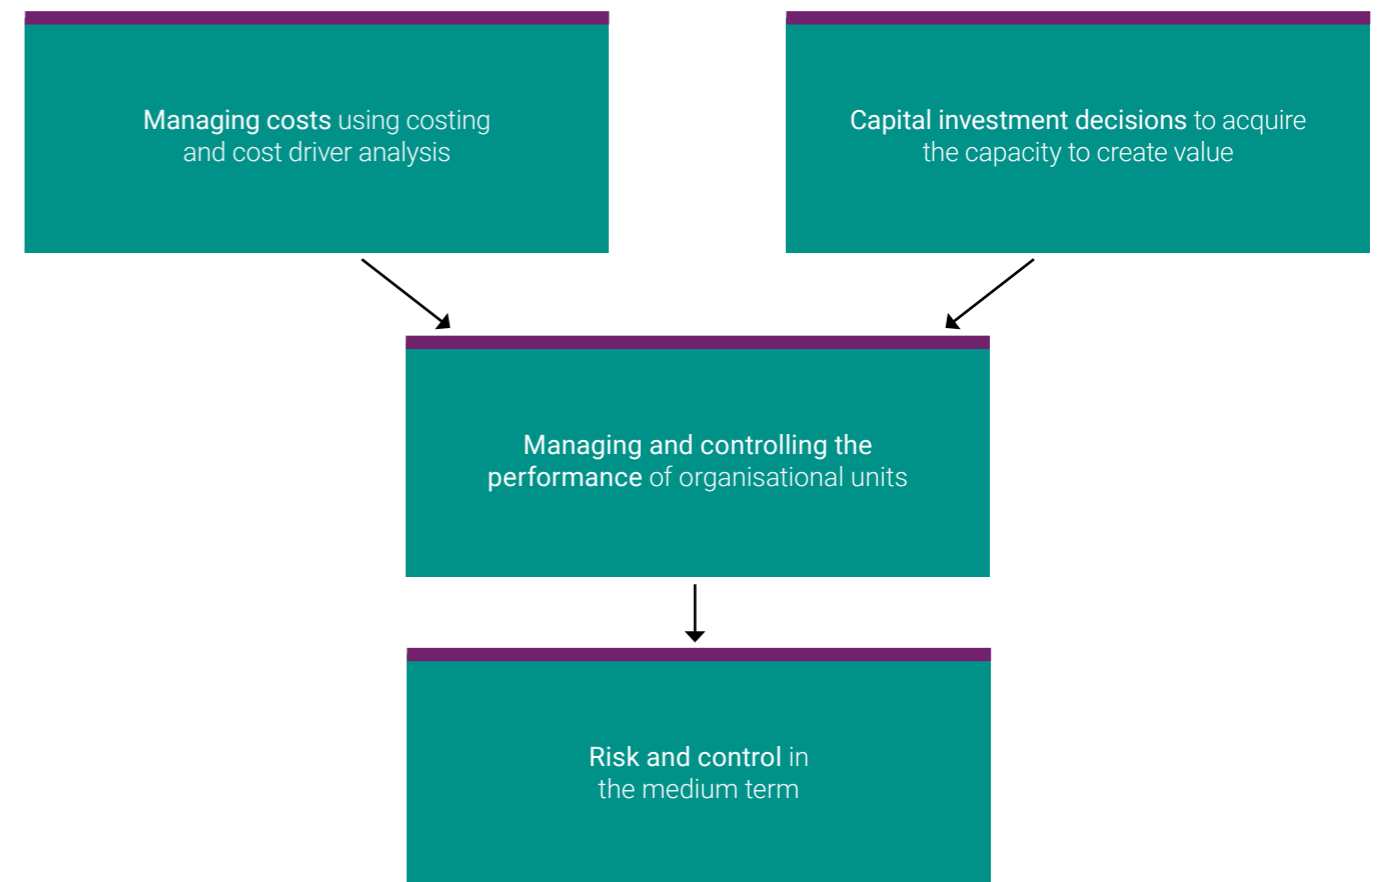 Managing costs using costing
and cost driver analysis
Capital investment decisions to acquire
the capacity to create value
Managing and controlling the
performance of organisational units
Risk and control in
the medium term